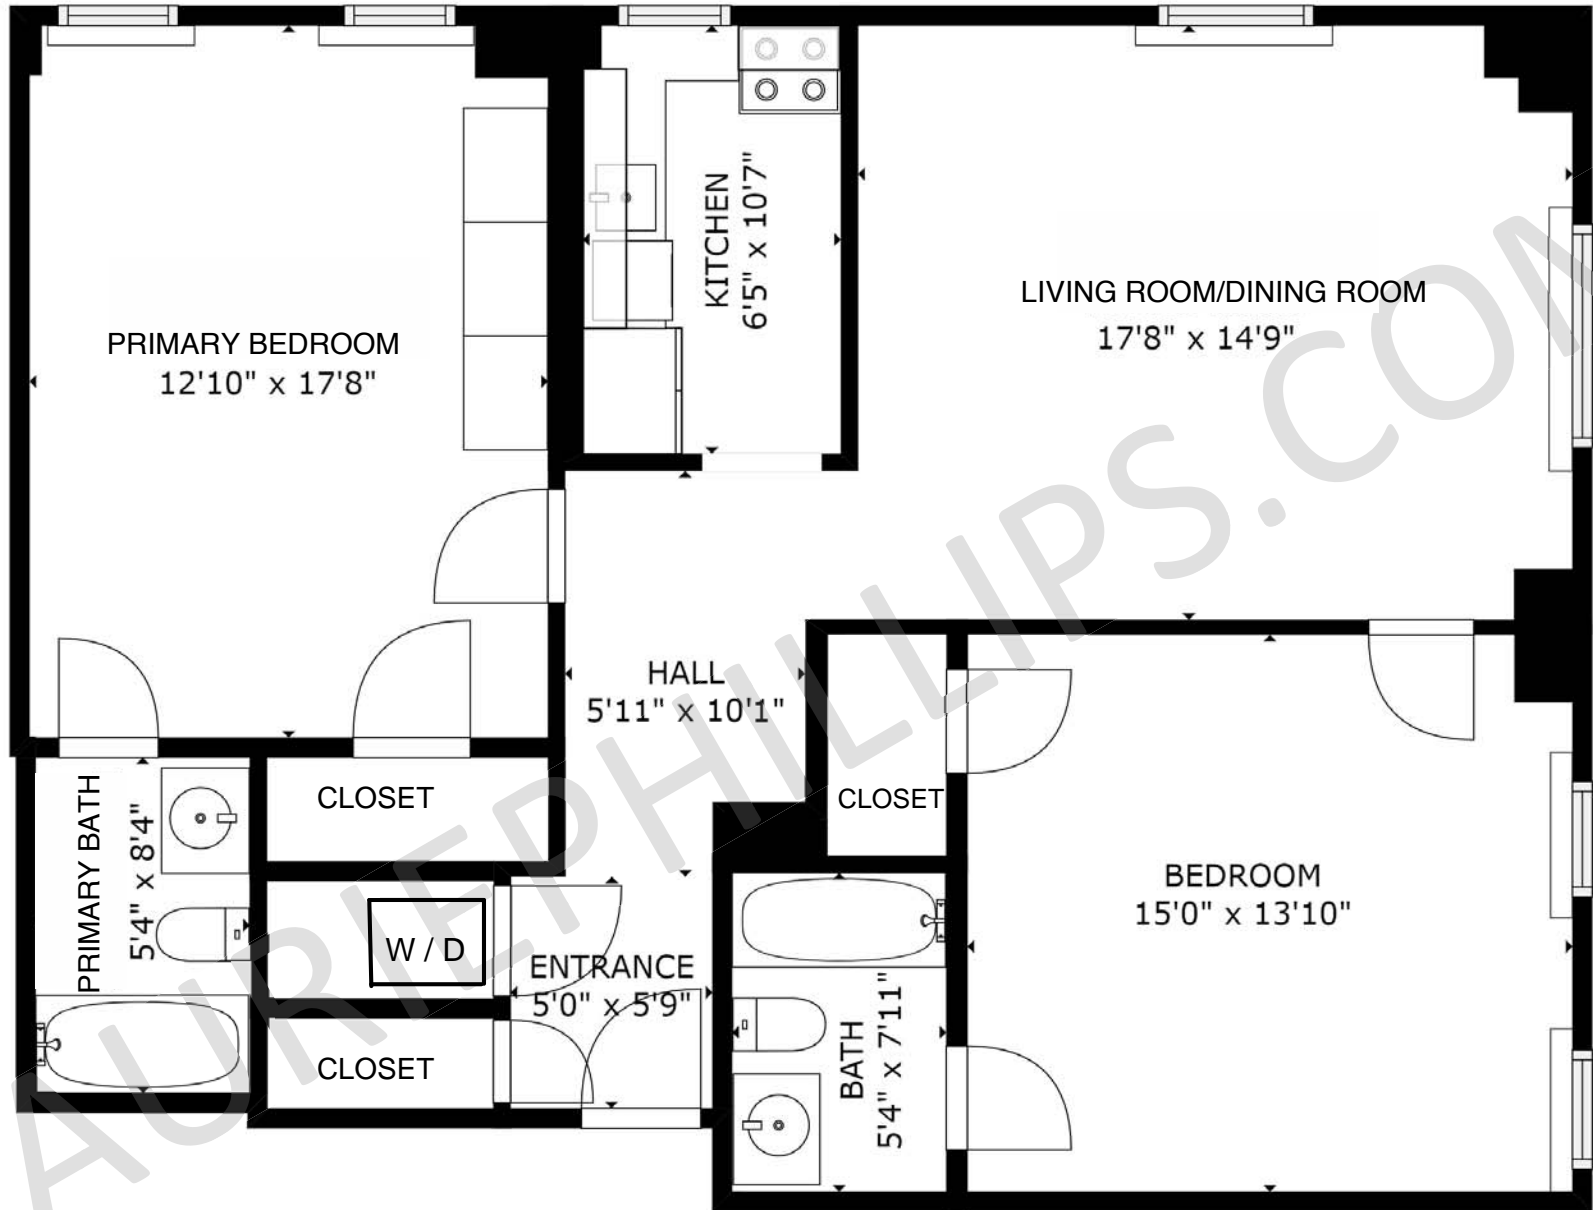 PRIMARY BEDROOM
12'10" x 17'8"
KITCHEN
6'5" x 10'7"
LIVING ROOM/DINING ROOM
17'8" x 14'9"
HALL
5'11" x 10'1"
PRIMARY BATH
5'4" x 8'4"
CLOSET
CLOSET
W / D
ENTRANCE
5'0" x 5'9"
CLOSET
BATH
5'4" x 7'11"
BEDROOM
15'0" x 13'10"
AURIEPHILLIPS.COM